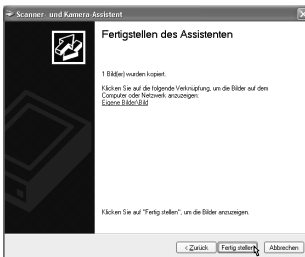 Scanner- und Kamera-Assistent
Fertigstellen des Assistenten
1 Bild(er) wurden kopiert.
Klicken Sie auf die folgende Verknüpfung, um die Bilder auf dem
Computer oder Netzwerk anzuzeigen:
Eigene Bilder\Bild
Klicken Sie auf "Fertig stellen", um die Bilder anzuzeigen.
< Zurück Fertig stellen Abbrechen